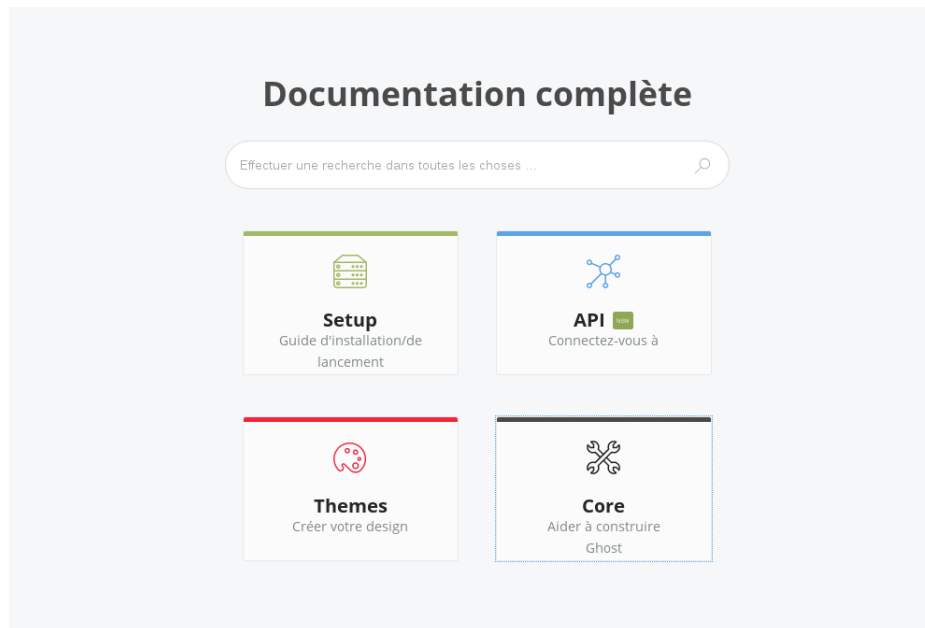 Documentation complète
Effectuer une recherche dans toutes les choses ...
Setup
Guide d'installation/de
lancement
API NEW
Connectez-vous à
Themes
Créer votre design
Core
Aider à construire
Ghost